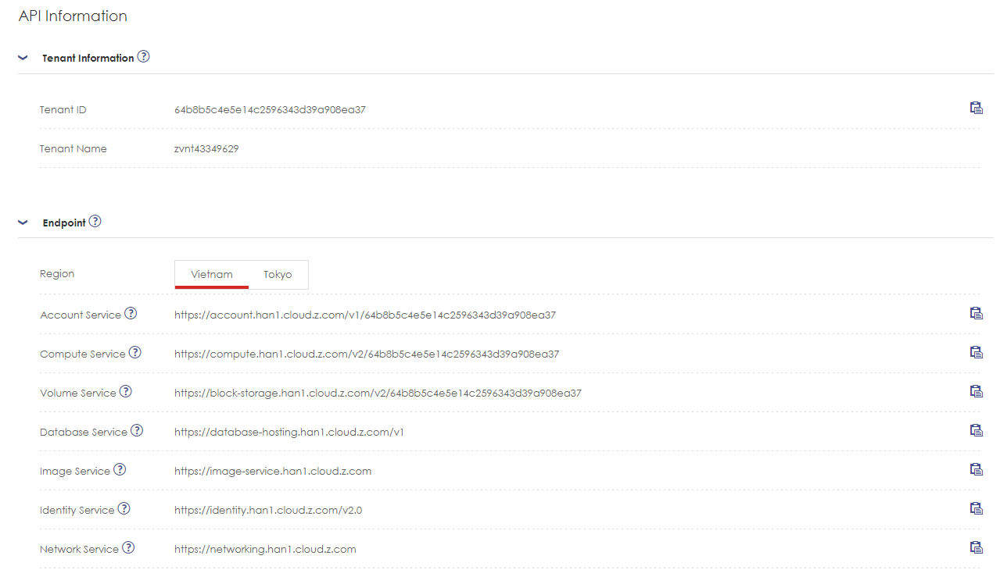 API Information
Tenant Information ?
Tenant ID 64b8b5c4e5e14c2596343d39a908ea37
Tenant Name zvnt43349629
Endpoint ?
Region Vietnam Tokyo
Account Service ? https://account.han1.cloud.z.com/v1/64b8b5c4e5e14c2596343d39a908ea37
Compute Service ? https://compute.han1.cloud.z.com/v2/64b8b5c4e5e14c2596343d39a908ea37
Volume Service ? https://block-storage.han1.cloud.z.com/v2/64b8b5c4e5e14c2596343d39a908ea37
Database Service ? https://database-hosting.han1.cloud.z.com/v1
Image Service ? https://image-service.han1.cloud.z.com
Identity Service ? https://identity.han1.cloud.z.com/v2.0
Network Service ? https://networking.han1.cloud.z.com